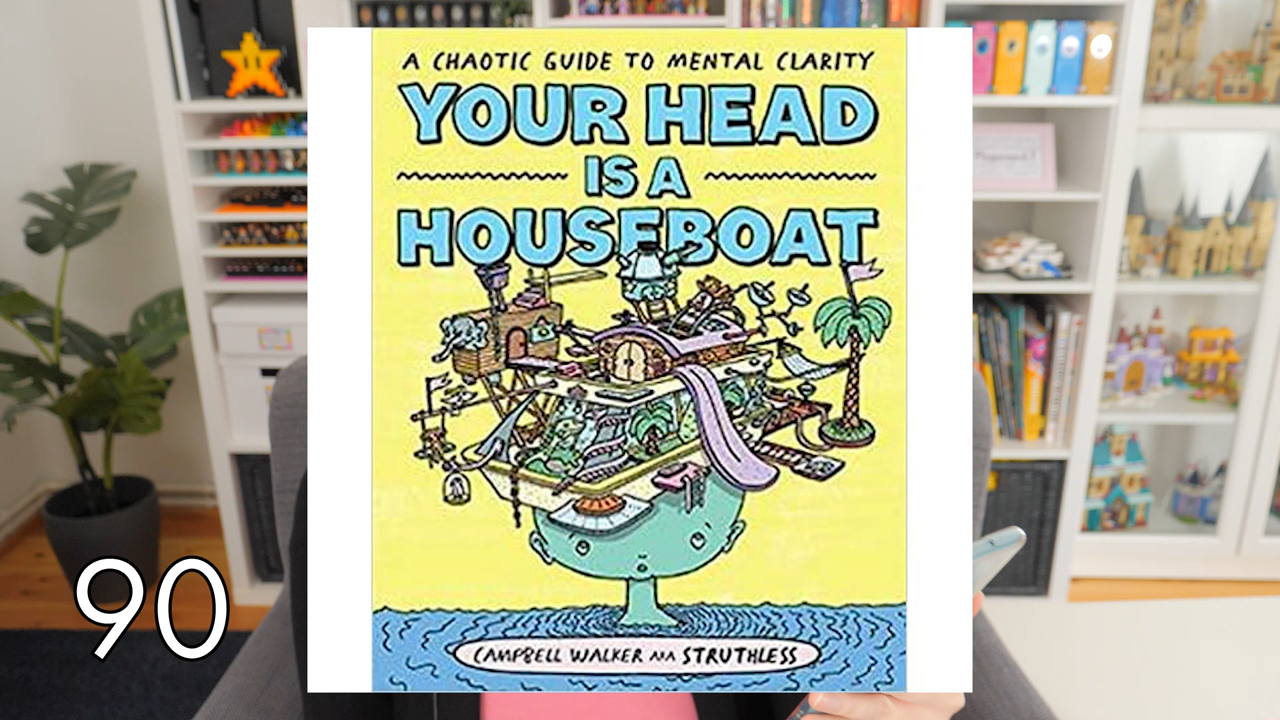 A CHAOTIC GUIDE TO MENTAL CLARITY
YOUR HEAD
IS A
HOUSEBOAT
CAMPBELL WALKER AKA STRUTHLESS
90